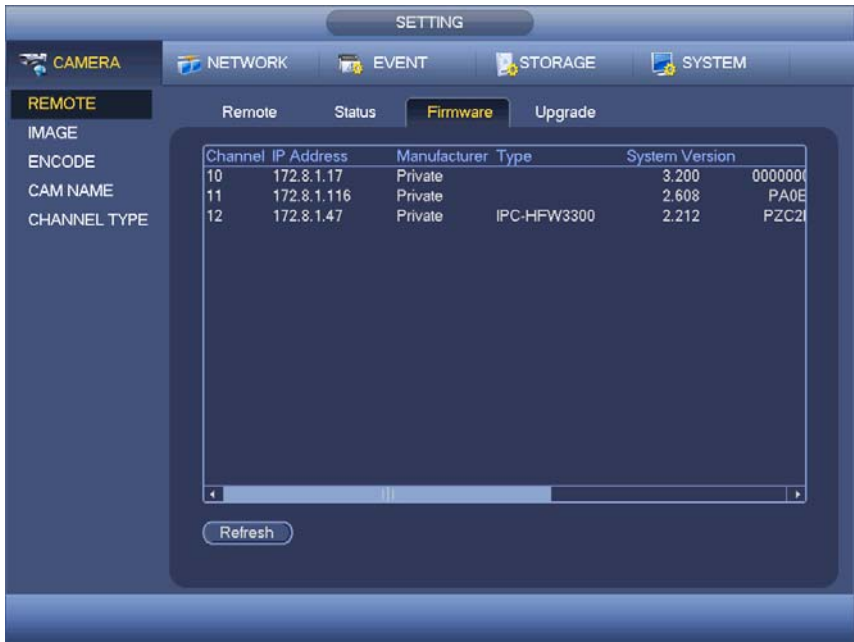 SETTING
CAMERA NETWORK EVENT STORAGE SYSTEM
REMOTE
IMAGE
ENCODE
CAM NAME
CHANNEL TYPE
Remote Status Firmware Upgrade
Channel IP Address Manufacturer Type System Version
10 172.8.1.17 Private 3.200
11 172.8.1.116 Private 2.608
12 172.8.1.47 Private IPC-HFW3300 2.212
Refresh